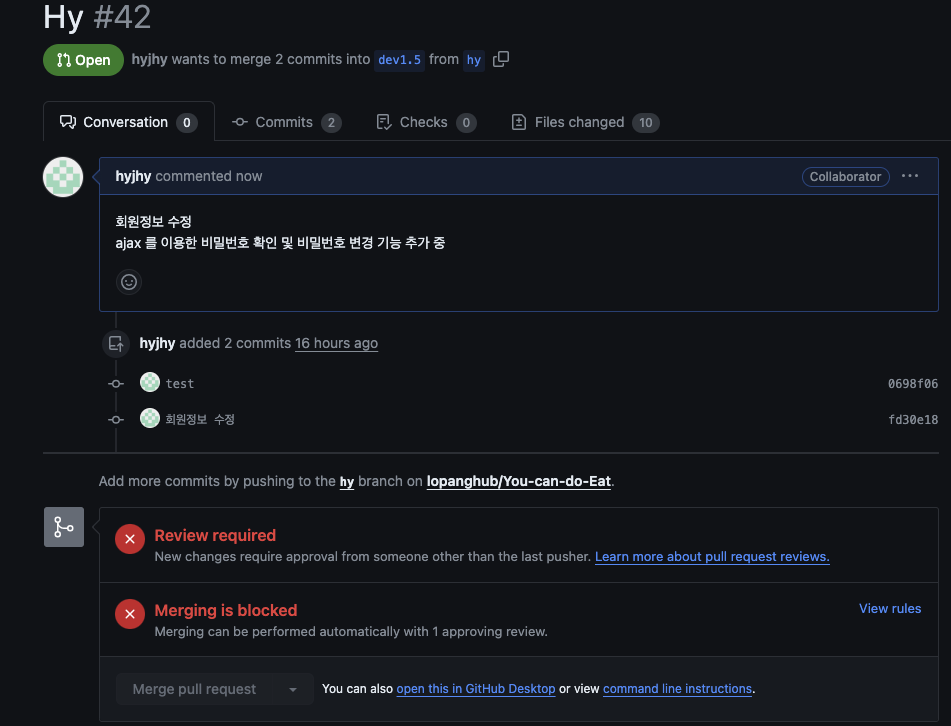 Hy #42
Open hyjhy wants to merge 2 commits into dev1.5 from hy
Conversation 0 Commits 2 Checks 0 Files changed 10
hyjhy commented now Collaborator
회원정보 수정
ajax 를 이용한 비밀번호 확인 및 비밀번호 변경 기능 추가 중
hyjhy added 2 commits 16 hours ago
test 0698f06
회원정보 수정 fd30e18
Add more commits by pushing to the hy branch on lopanghub/You-can-do-Eat.
Review required
New changes require approval from someone other than the last pusher. Learn more about pull request reviews.
Merging is blocked View rules
Merging can be performed automatically with 1 approving review.
Merge pull request You can also open this in GitHub Desktop or view command line instructions.